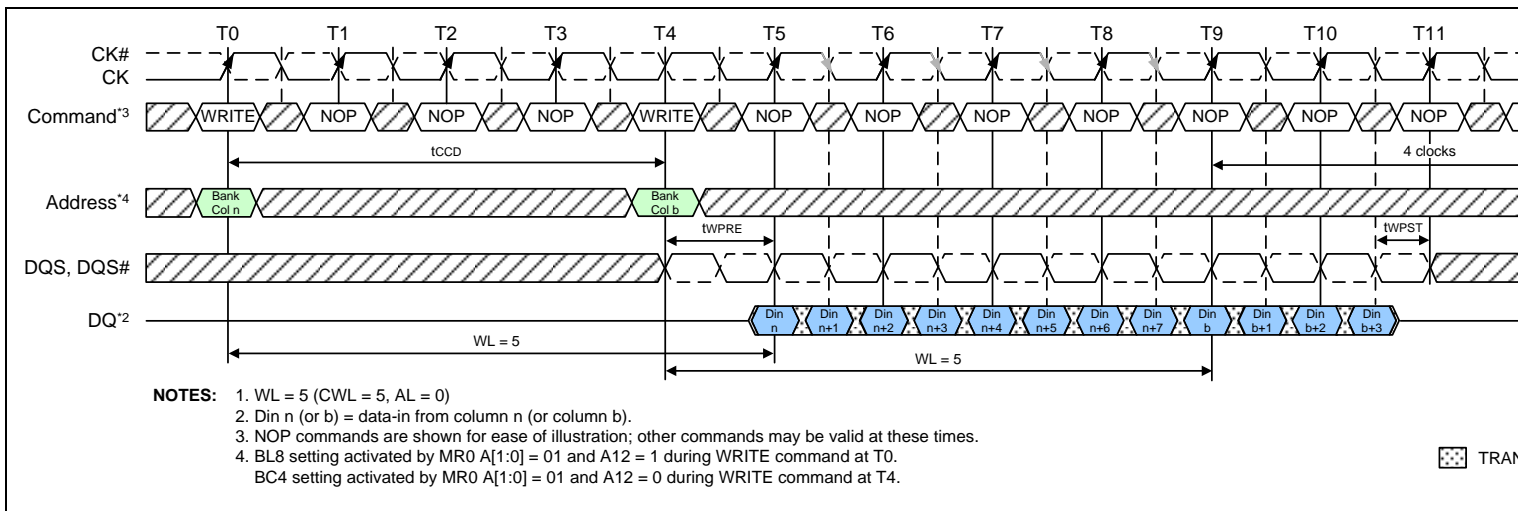 T0 T1 T2 T3 T4 T5 T6 T7 T8 T9 T10 T11
CK#
CK
Command*3 WRITE NOP NOP NOP WRITE NOP NOP NOP NOP NOP NOP NOP
tCCD 4 clocks
Address*4 Bank Col n Bank Col b
tWPRE tWPST
DQS, DQS#
DQ*2 Din n Din n+1 Din n+2 Din n+3 Din n+4 Din n+5 Din n+6 Din n+7 Din b Din b+1 Din b+2 Din b+3
WL = 5 WL = 5
NOTES: 1. WL = 5 (CWL = 5, AL = 0)
2. Din n (or b) = data-in from column n (or column b).
3. NOP commands are shown for ease of illustration; other commands may be valid at these times.
4. BL8 setting activated by MR0 A[1:0] = 01 and A12 = 1 during WRITE command at T0.
BC4 setting activated by MR0 A[1:0] = 01 and A12 = 0 during WRITE command at T4.
TRAN